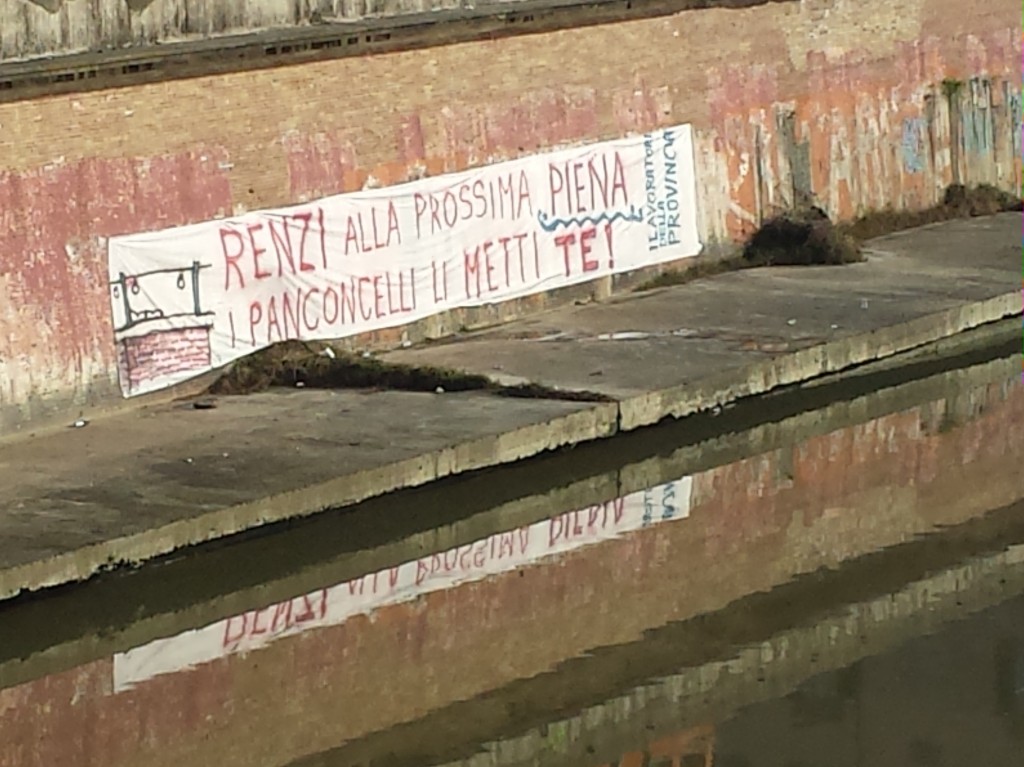 RENZI ALLA PROSSIMA PIENA
I PANCONCELLI LI METTI TE!
I LAVORATORI
DELLA
PROVINCIA